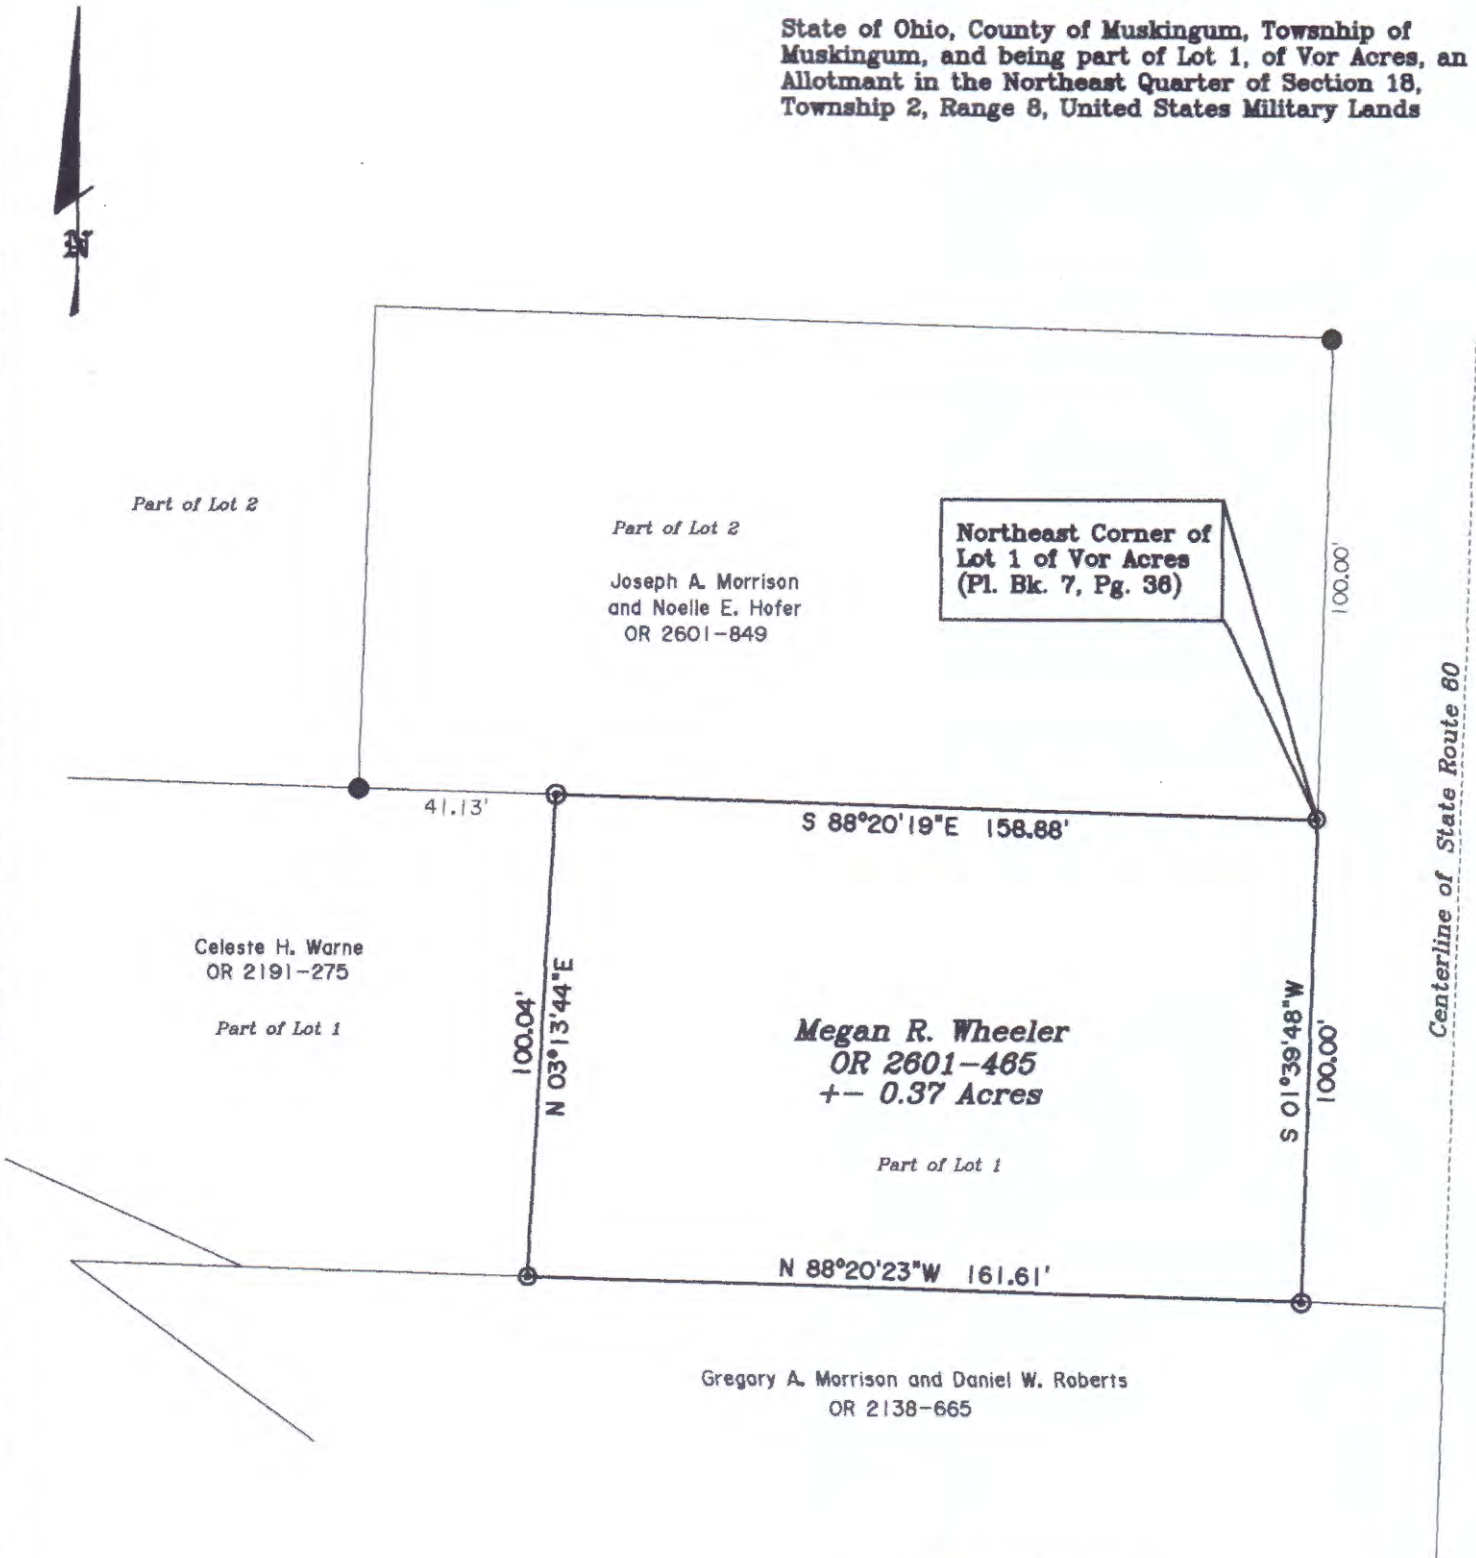 State of Ohio, County of Muskingum, Towsnhip of
Muskingum, and being part of Lot 1, of Vor Acres, an
Allotmant in the Northeast Quarter of Section 18,
Township 2, Range 8, United States Military Lands
N
Part of Lot 2
Part of Lot 2
Joseph A. Morrison
and Noelle E. Hofer
OR 2601-849
Northeast Corner of
Lot 1 of Vor Acres
(Pl. Bk. 7, Pg. 36)
100.00'
Centerline of State Route 60
41.13'
S 88°20'19"E 158.88'
Celeste H. Warne
OR 2191-275
Part of Lot 1
100.04'
N 03°13'44"E
Megan R. Wheeler
OR 2601-465
+- 0.37 Acres
Part of Lot 1
S 01°39'48"W
100.00'
N 88°20'23"W 161.61'
Gregory A. Morrison and Daniel W. Roberts
OR 2138-665